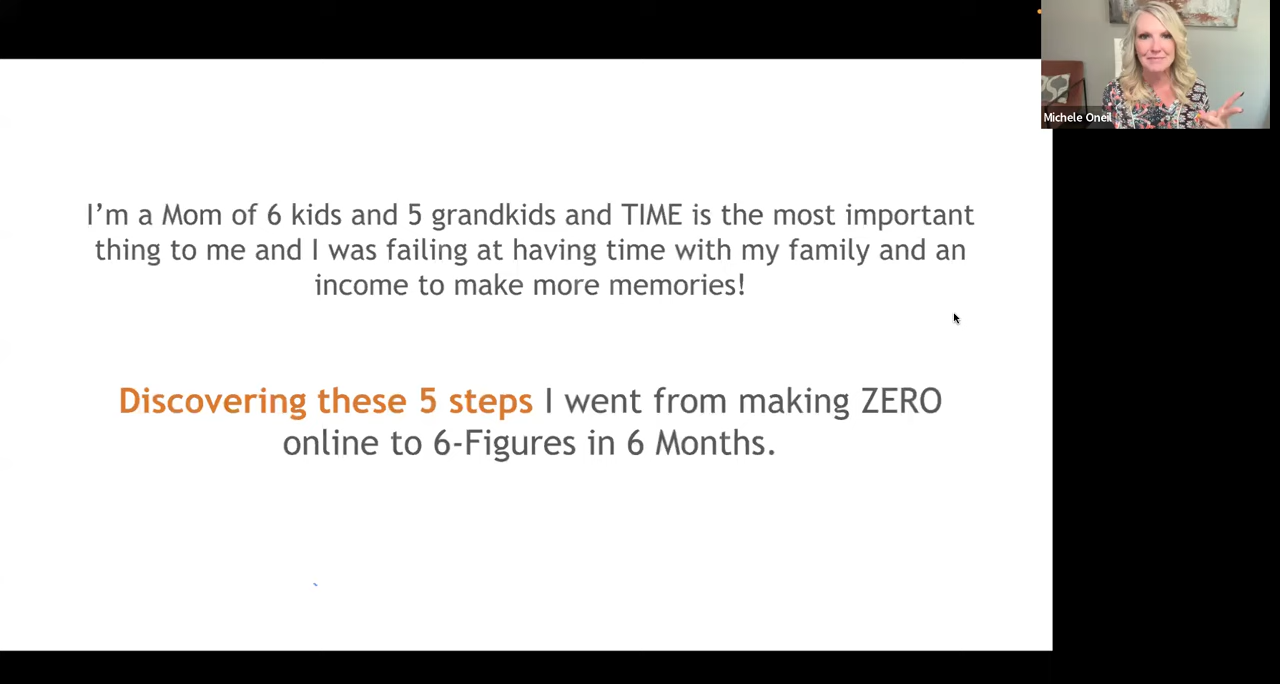 Michele Oneil
I’m a Mom of 6 kids and 5 grandkids and TIME is the most important
thing to me and I was failing at having time with my family and an
income to make more memories!
Discovering these 5 steps I went from making ZERO
online to 6-Figures in 6 Months.